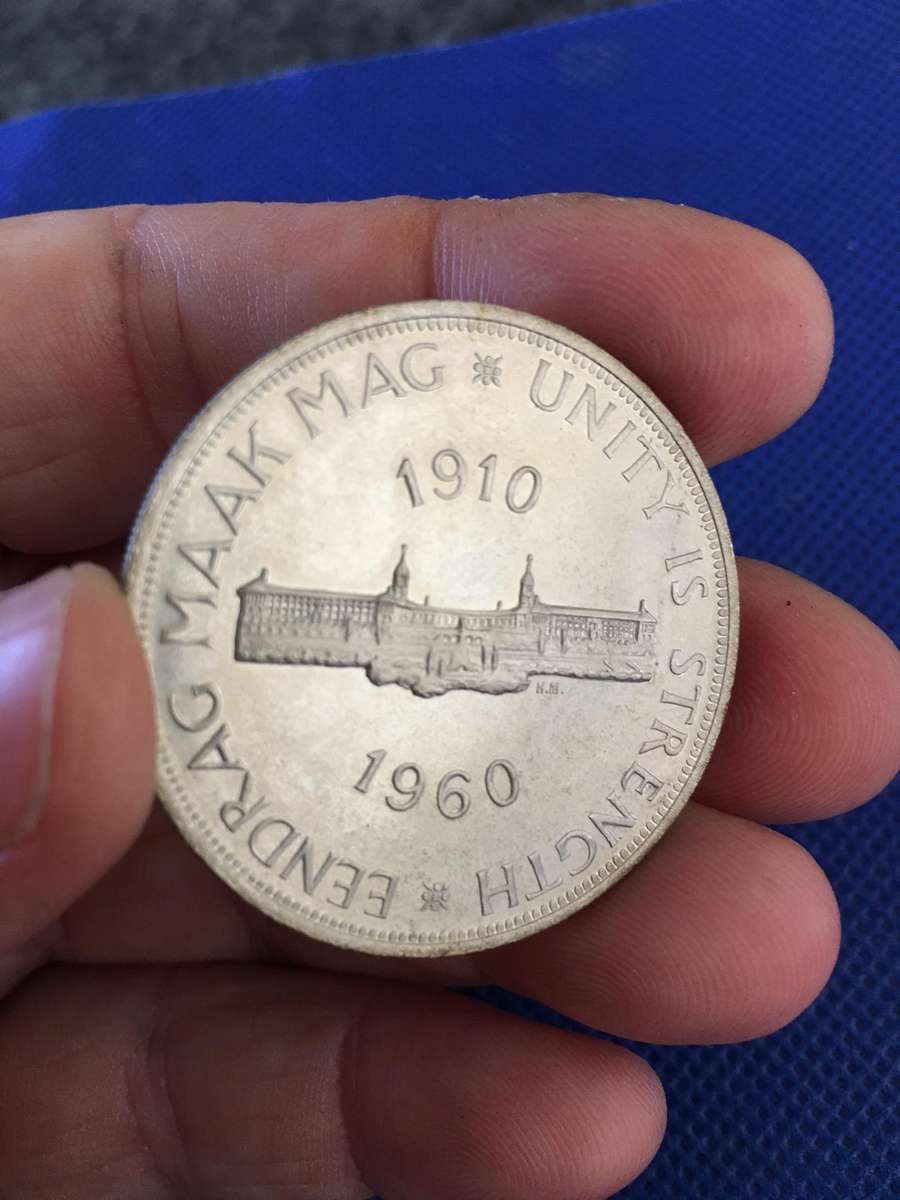 EENDRAG MAAK MAG
UNITY IS STRENGTH
1910
H.M.
1960